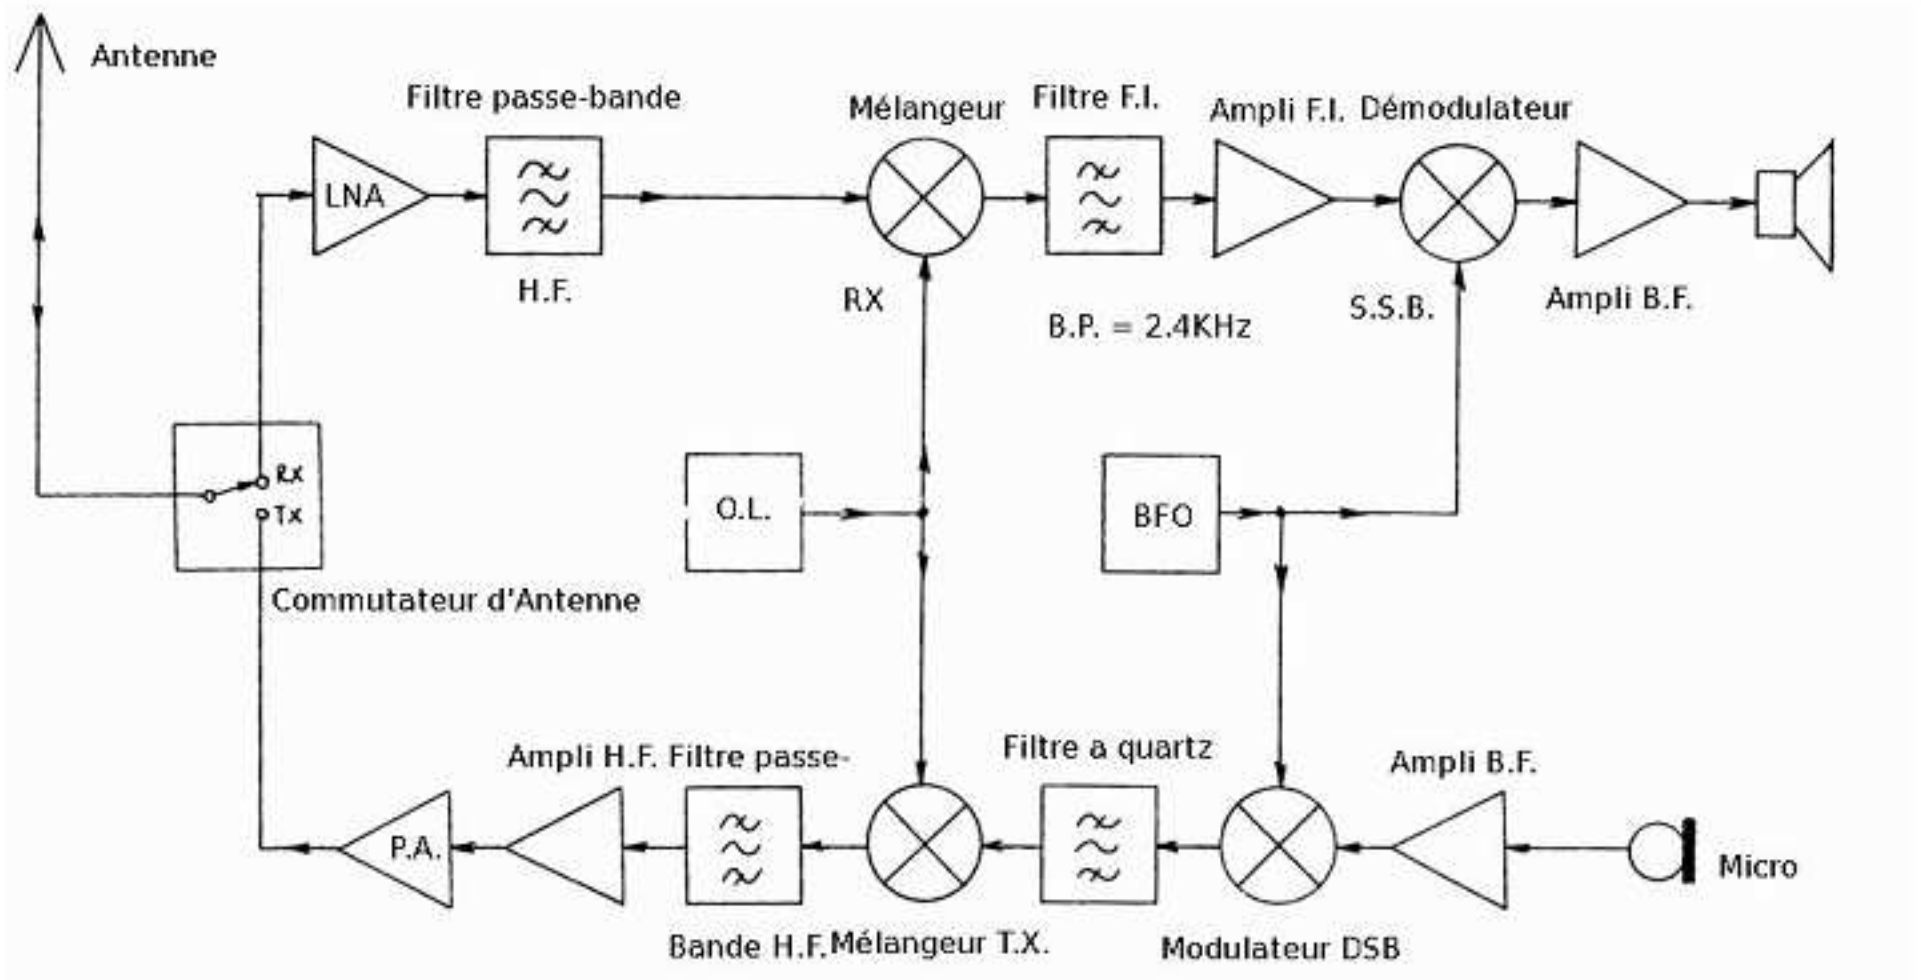 Antenne
Filtre passe-bande
Mélangeur
Filtre F.I.
Ampli F.I.
Démodulateur
LNA
H.F.
RX
B.P. = 2.4KHz
S.S.B.
Ampli B.F.
RX
TX
O.L.
BFO
Commutateur d'Antenne
Ampli H.F.
Filtre passe-
Filtre a quartz
Ampli B.F.
P.A.
Micro
Bande H.F.
Mélangeur T.X.
Modulateur DSB